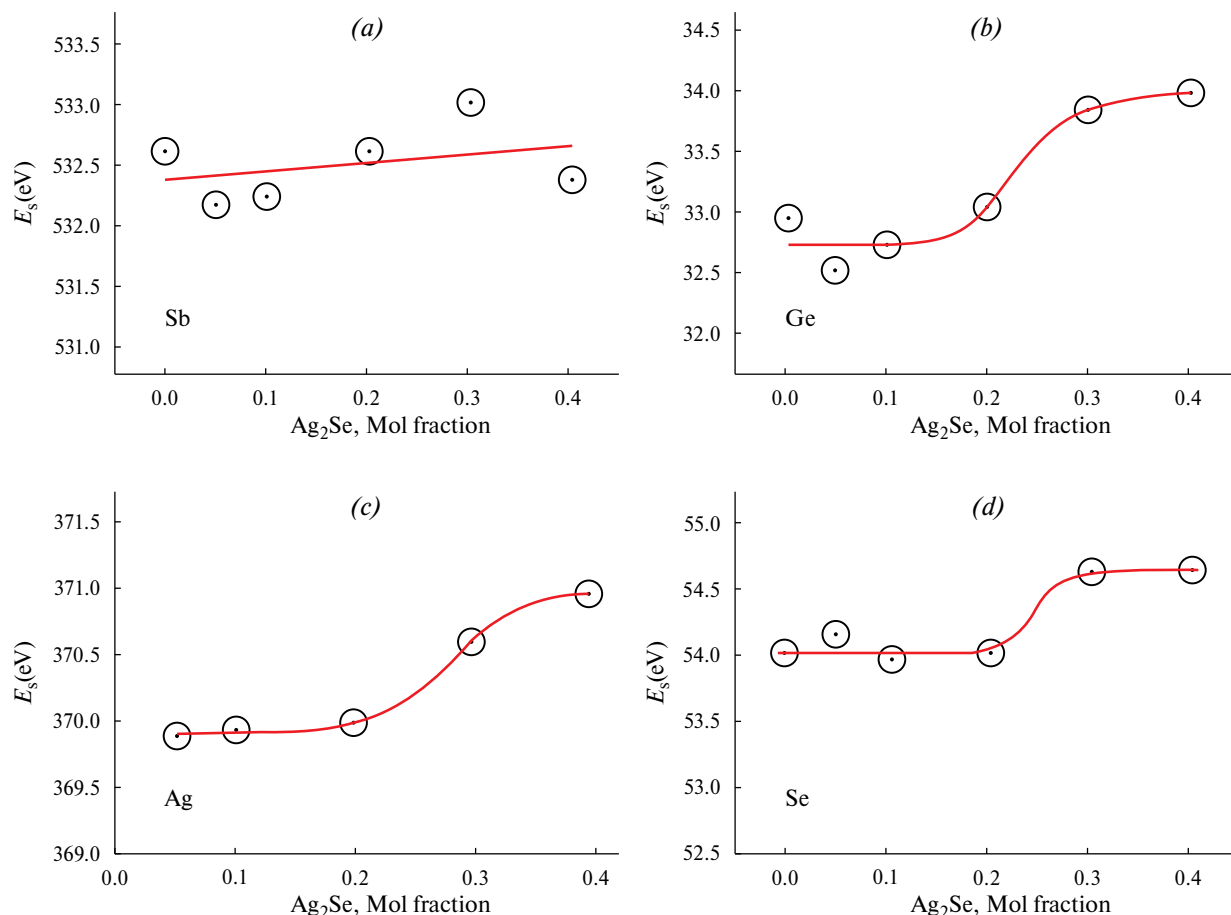 (a)
533.5
533.0
532.5
532.0
531.5
531.0
Es(eV)
Sb
0.0 0.1 0.2 0.3 0.4
Ag2Se, Mol fraction
(b)
34.5
34.0
33.5
33.0
32.5
32.0
Es(eV)
Ge
0.0 0.1 0.2 0.3 0.4
Ag2Se, Mol fraction
(c)
371.5
371.0
370.5
370.0
369.5
369.0
Es(eV)
Ag
0.0 0.1 0.2 0.3 0.4
Ag2Se, Mol fraction
(d)
55.0
54.5
54.0
53.5
53.0
52.5
Es(eV)
Se
0.0 0.1 0.2 0.3 0.4
Ag2Se, Mol fraction